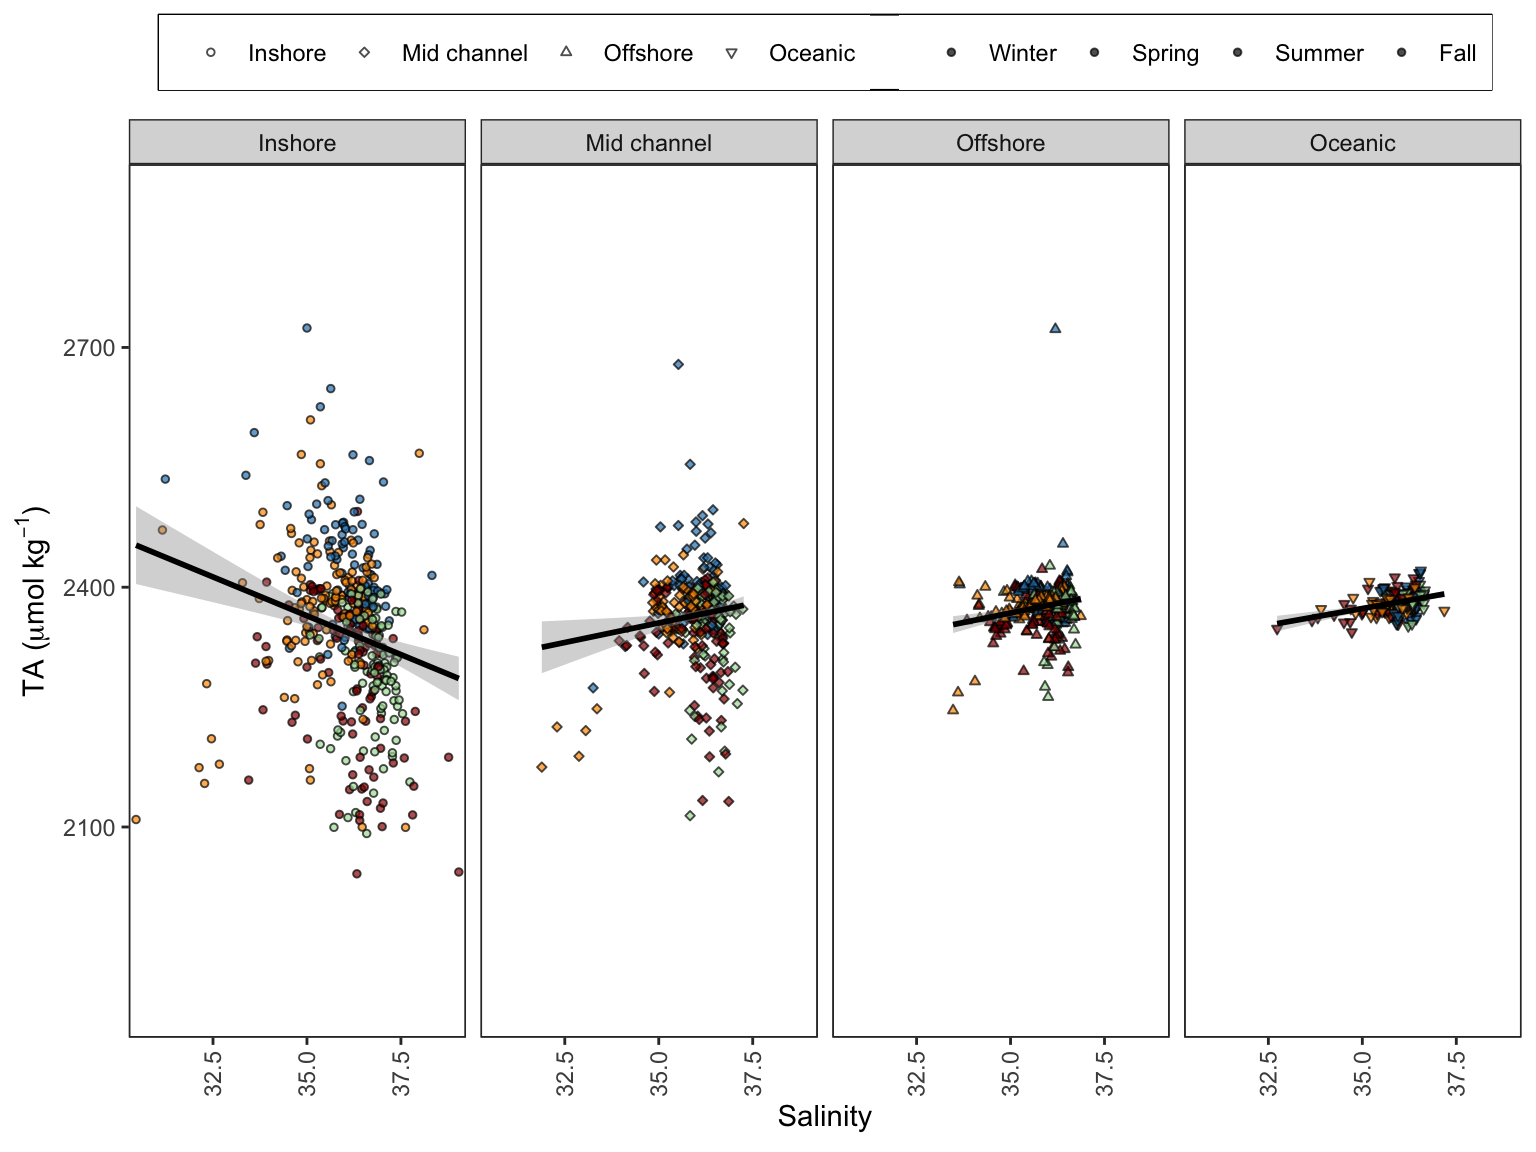 Inshore Mid channel Offshore Oceanic Winter Spring Summer Fall
Inshore Mid channel Offshore Oceanic
2700
2400
2100
TA (μmol kg⁻¹)
32.5 35.0 37.5 32.5 35.0 37.5 32.5 35.0 37.5 32.5 35.0 37.5
Salinity